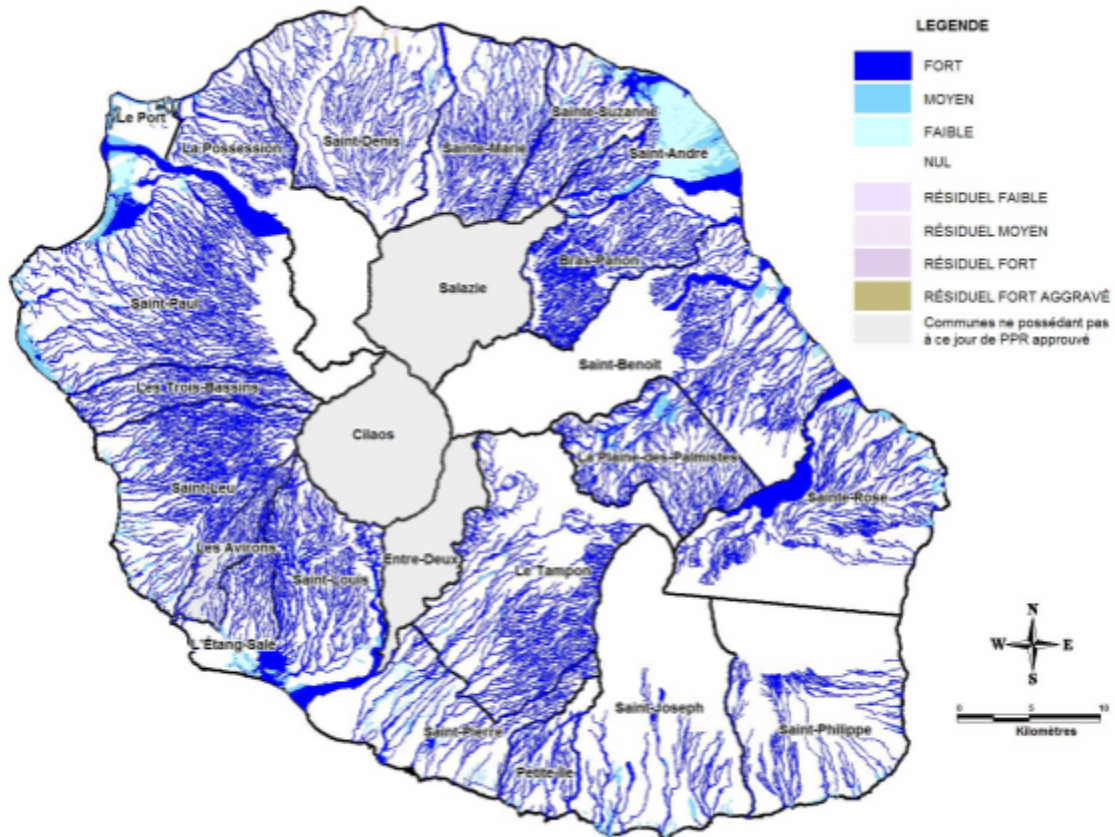 LEGENDE
FORT
MOYEN
FAIBLE
NUL
RÉSIDUEL FAIBLE
RÉSIDUEL MOYEN
RÉSIDUEL FORT
RÉSIDUEL FORT AGGRAVÉ
Communes ne possédant pas
à ce jour de PPR approuvé
Le Port
La Possession
Saint-Denis
Sainte-Marie
Sainte-Suzanne
Saint-André
Bras-Panon
Salazie
Saint-Paul
Saint-Benoit
Les Trois-Bassins
Cilaos
La Plaine-des-Palmistes
Saint-Leu
Sainte-Rose
Les Avirons
Saint-Louis
Entre-Deux
Le Tampon
L'Étang-Salé
Saint-Pierre
Saint-Joseph
Saint-Philippe
Petite-Ile
N
W
E
S
0
5
10
Kilomètres